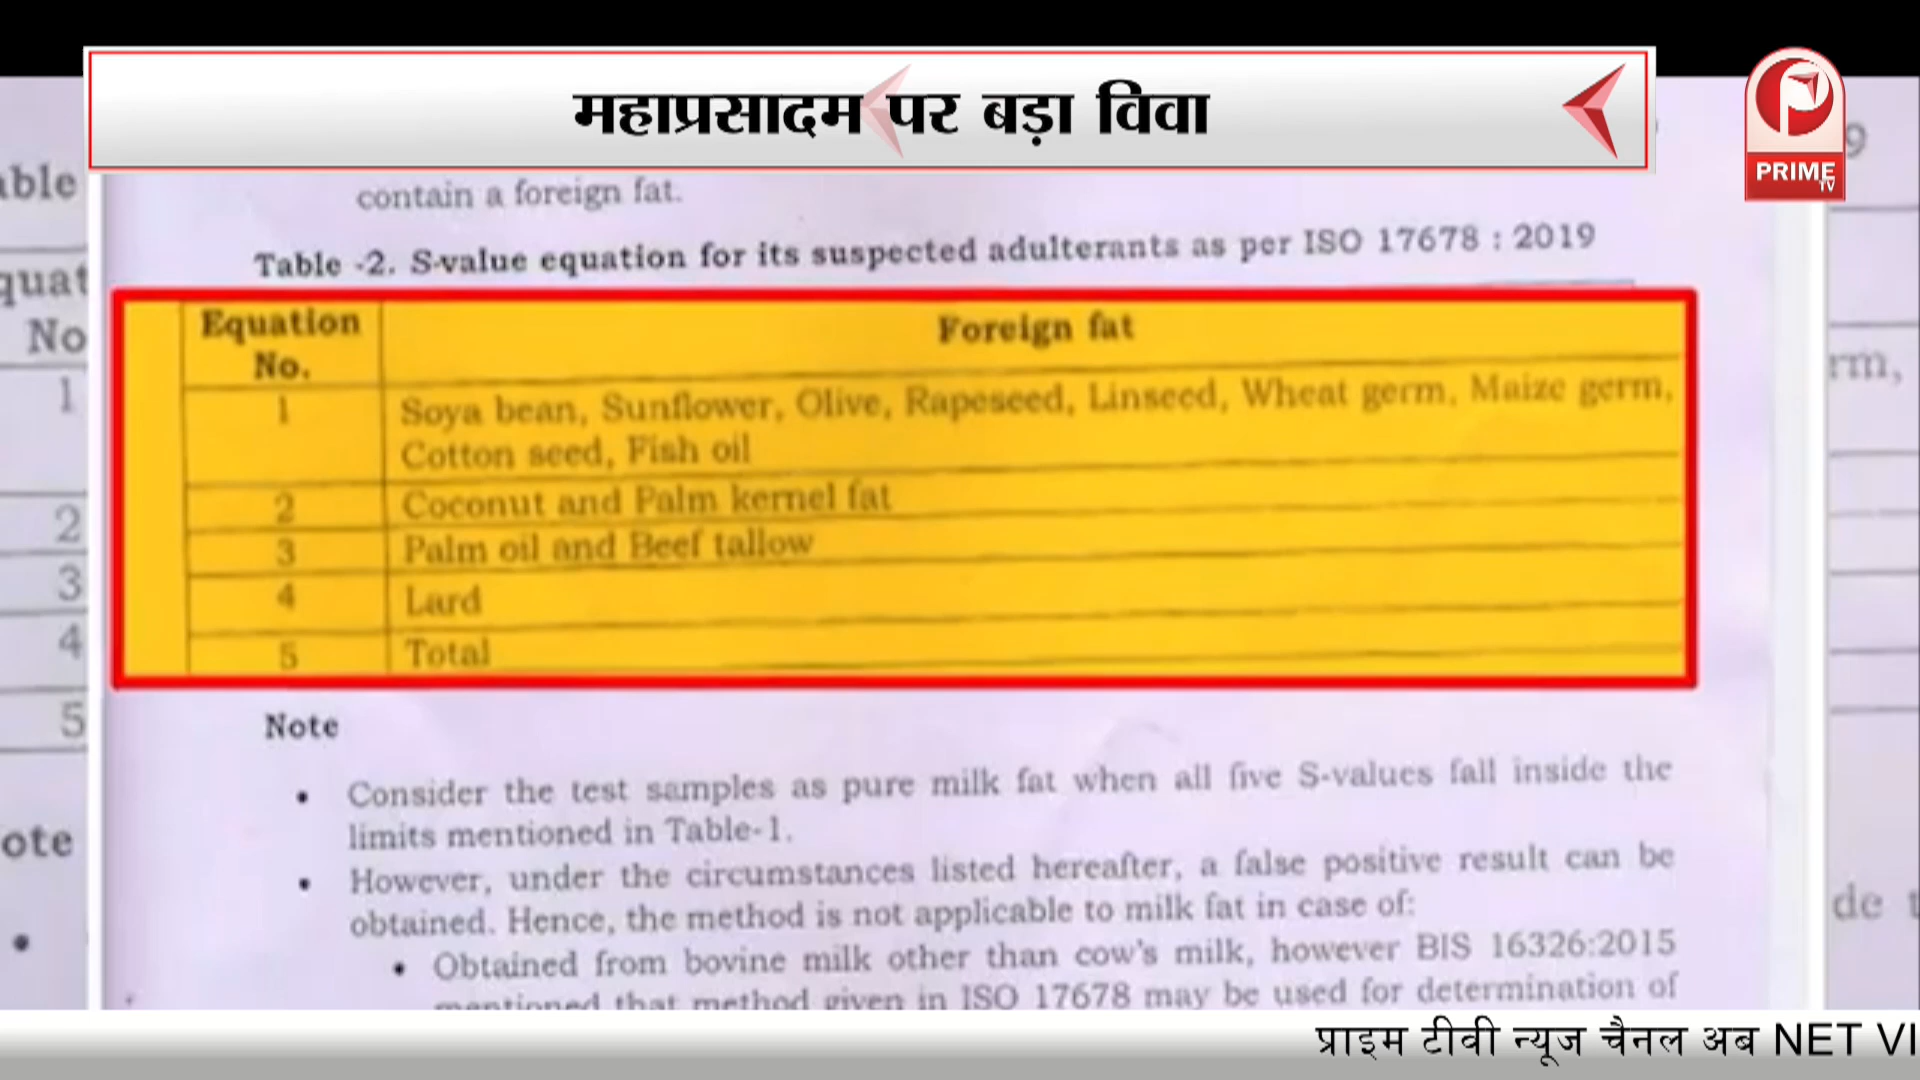 महाप्रसादम पर बड़ा विवा
PRIME
TV
contain a foreign fat.
Table -2. S-value equation for its suspected adulterants as per ISO 17678 : 2019
Equation No.
Foreign fat
1 Soya bean, Sunflower, Olive, Rapeseed, Linseed, Wheat germ, Maize germ,
Cotton seed, Fish oil
2 Coconut and Palm kernel fat
3 Palm oil and Beef tallow
4 Lard
5 Total
Note
• Consider the test samples as pure milk fat when all five S-values fall inside the
limits mentioned in Table-1.
• However, under the circumstances listed hereafter, a false positive result can be
obtained. Hence, the method is not applicable to milk fat in case of:
• Obtained from bovine milk other than cow's milk, however BIS 16326:2015
mentioned that method given in ISO 17678 may be used for determination of
प्राइम टीवी न्यूज चैनल अब NET VI